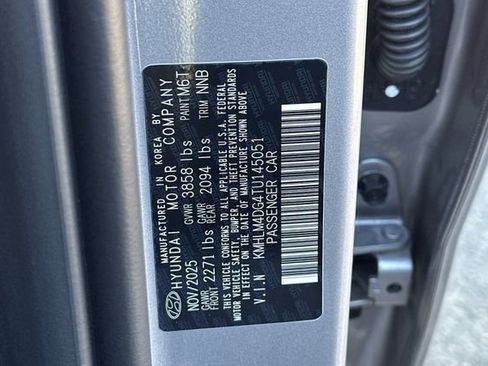 MANUFACTURED IN KOREA BY
HYUNDAI MOTOR COMPANY
NOV/2025 GVWR 3858 lbs PAINT M6T
GAWR FRONT 2271 lbs GAWR REAR 2094 lbs TRIM NNB
THIS VEHICLE CONFORMS TO ALL APPLICABLE U.S.A. FEDERAL
MOTOR VEHICLE SAFETY, BUMPER, AND THEFT PREVENTION STANDARDS
IN EFFECT ON THE DATE OF MANUFACTURE SHOWN ABOVE.
V.I.N KMHLM4DG4TU145051
PASSENGER CAR